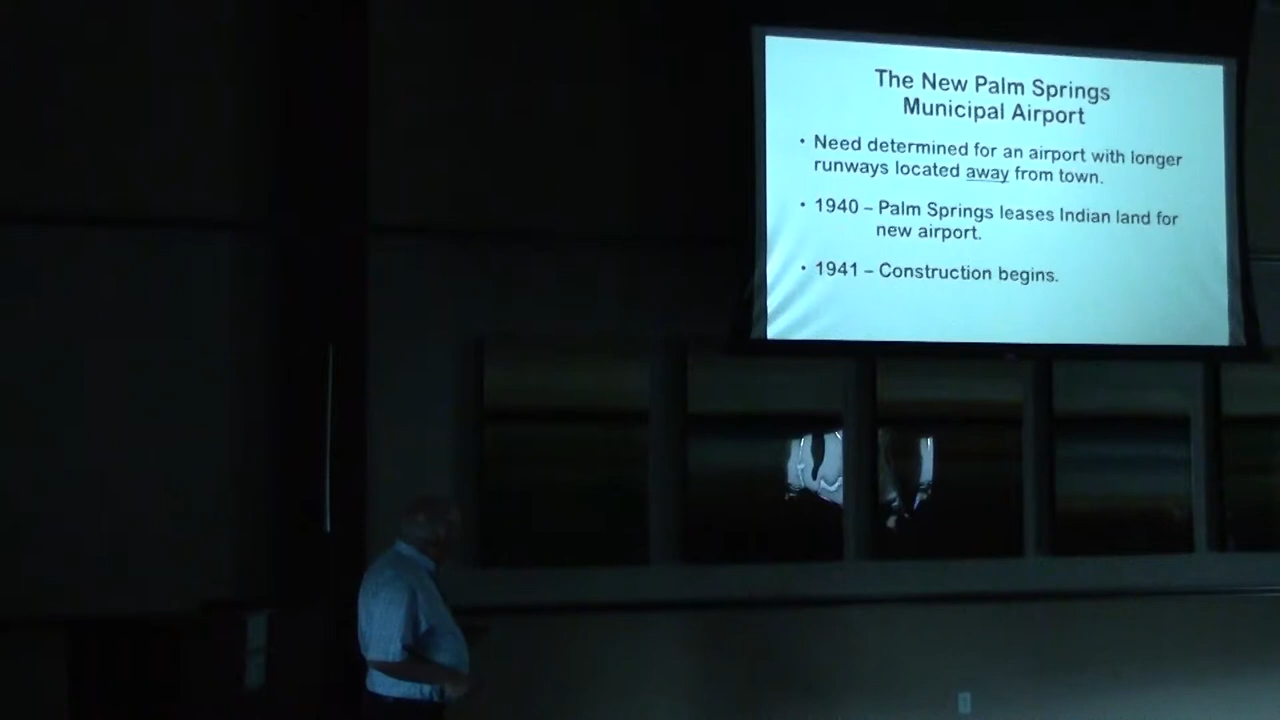 The New Palm Springs
Municipal Airport
• Need determined for an airport with longer
runways located away from town.
• 1940 – Palm Springs leases Indian land for
new airport.
• 1941 – Construction begins.